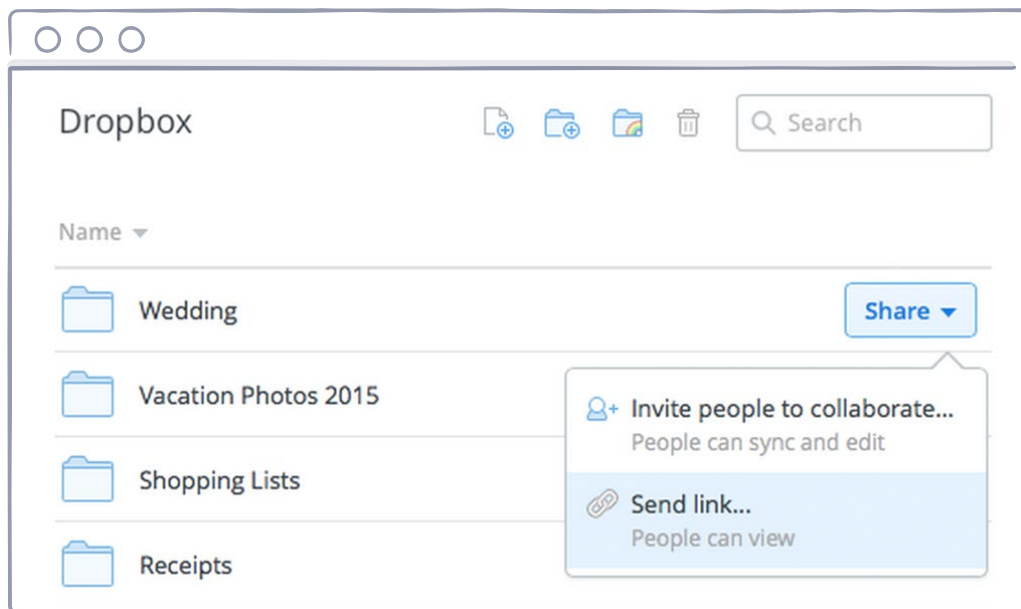 Dropbox
Search
Name
Wedding
Share
Vacation Photos 2015
Invite people to collaborate...
People can sync and edit
Shopping Lists
Send link...
People can view
Receipts